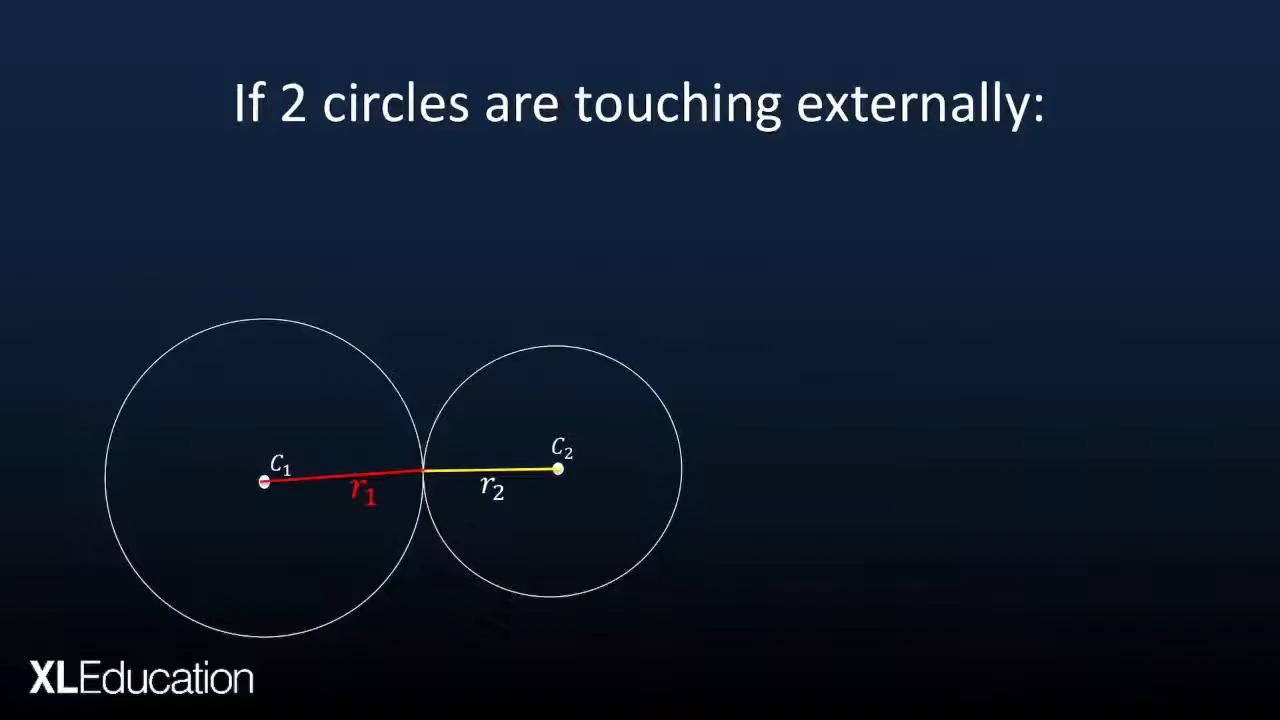 If 2 circles are touching externally:
C₂
C₁
r₁
r₂
XLEducation